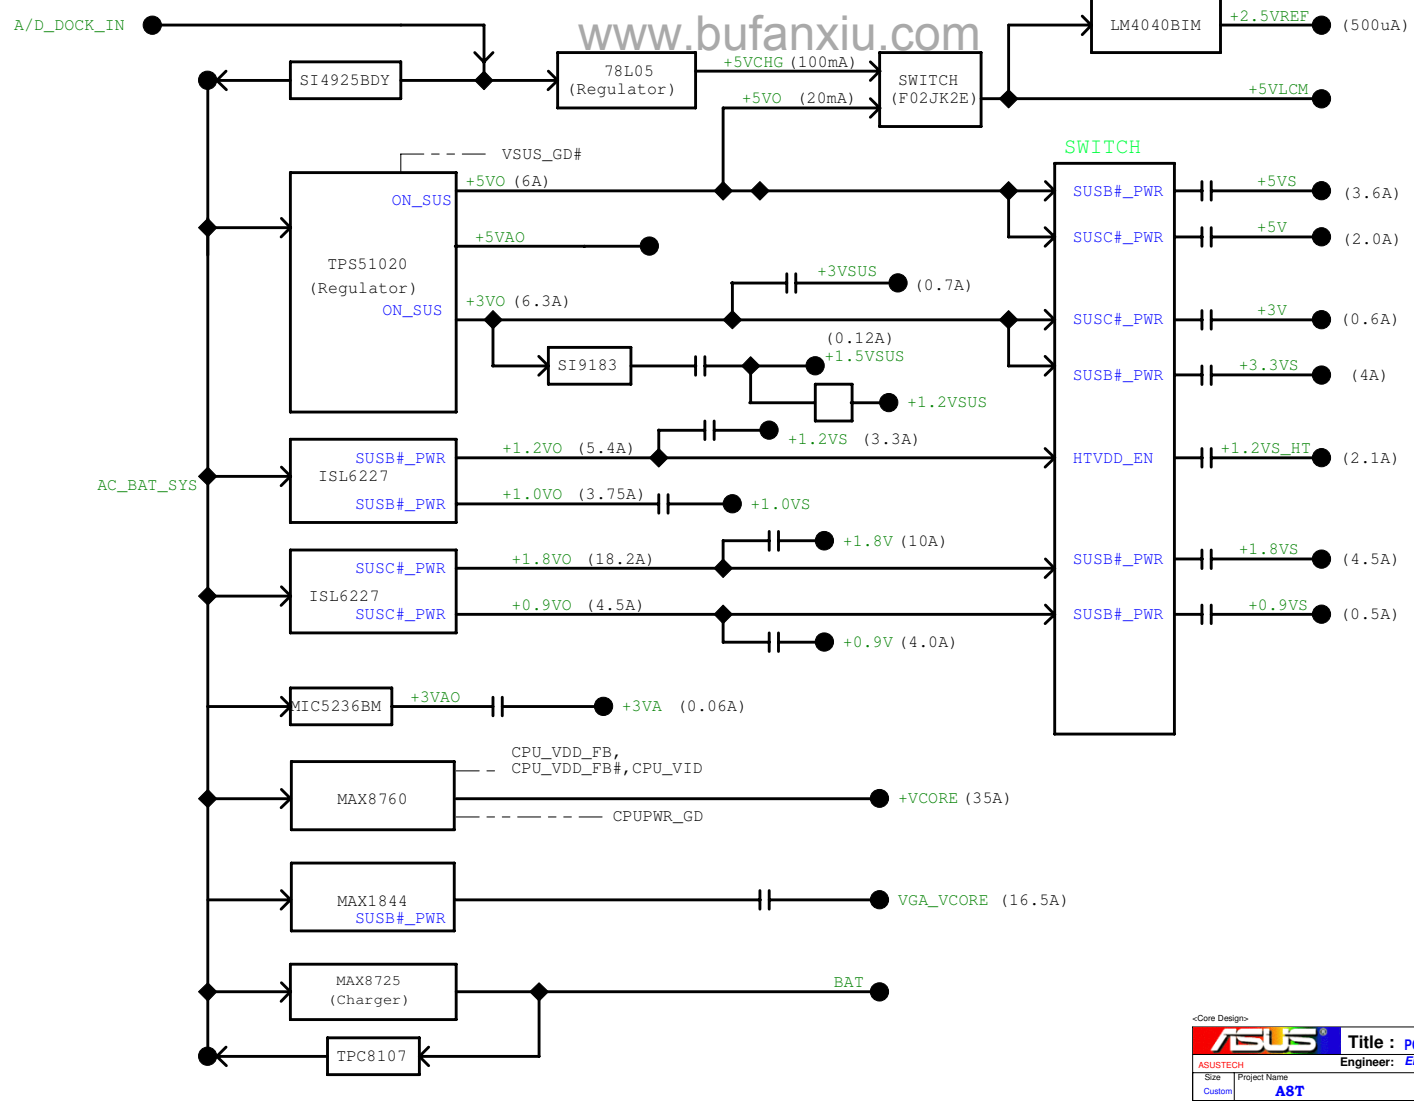 www.bufanxiu.com
A/D_DOCK_IN
SI4925BDY
78L05
(Regulator)
+5VCHG (100mA)
+5VO (20mA)
SWITCH
(F02JK2E)
LM4040BIM
+2.5VREF
(500uA)
+5VLCM
VSUS_GD#
+5VO (6A)
ON_SUS
+5VAO
TPS51020
(Regulator)
+3VO (6.3A)
ON_SUS
+3VSUS
(0.7A)
SI9183
(0.12A)
+1.5VSUS
+1.2VSUS
SWITCH
SUSB#_PWR
+5VS
(3.6A)
SUSC#_PWR
+5V
(2.0A)
SUSC#_PWR
+3V
(0.6A)
SUSB#_PWR
+3.3VS
(4A)
HTVDD_EN
+1.2VS_HT
(2.1A)
SUSB#_PWR
+1.8VS
(4.5A)
SUSB#_PWR
+0.9VS
(0.5A)
AC_BAT_SYS
SUSB#_PWR
ISL6227
SUSB#_PWR
+1.2VO (5.4A)
+1.2VS (3.3A)
+1.0VO (3.75A)
+1.0VS
SUSC#_PWR
ISL6227
SUSC#_PWR
+1.8VO (18.2A)
+1.8V (10A)
+0.9VO (4.5A)
+0.9V (4.0A)
MIC5236BM
+3VAO
+3VA (0.06A)
CPU_VDD_FB,
CPU_VDD_FB#,CPU_VID
MAX8760
+VCORE (35A)
CPUPWR_GD
MAX1844
SUSB#_PWR
VGA_VCORE (16.5A)
MAX8725
(Charger)
BAT
TPC8107
<Core Design>
ASUS®
Title :
ASUSTECH
Engineer:
Size
Project Name
Custom
A8T